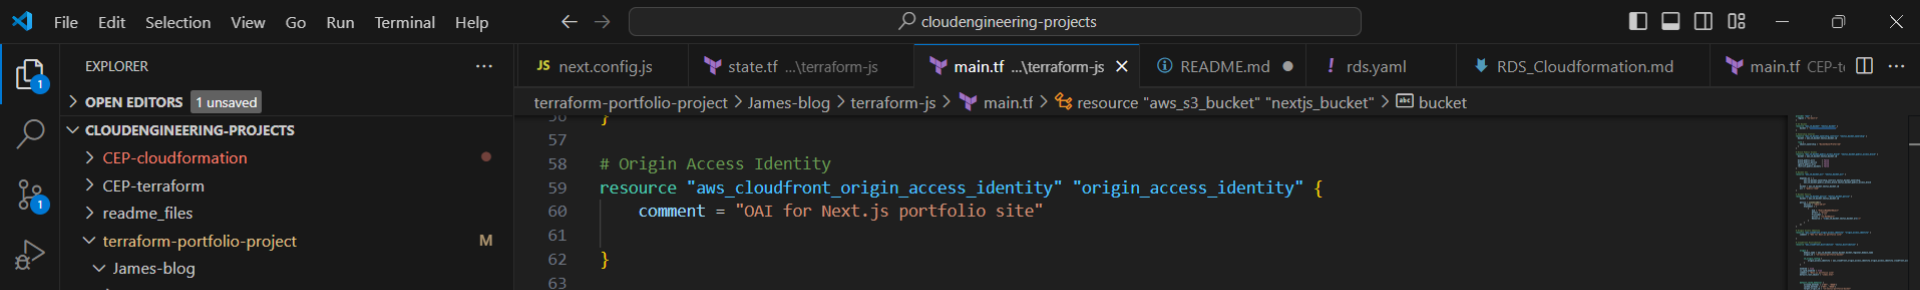 File Edit Selection View Go Run Terminal Help
cloudengineering-projects
EXPLORER
1
OPEN EDITORS 1 unsaved
CLOUDENGINEERING-PROJECTS
CEP-cloudformation
CEP-terraform
readme_files
terraform-portfolio-project M
James-blog
1
JS next.config.js
state.tf ...\terraform-js
main.tf ...\terraform-js
README.md
! rds.yaml
RDS_Cloudformation.md
main.tf
terraform-portfolio-project > James-blog > terraform-js > main.tf > resource "aws_s3_bucket" "nextjs_bucket" > abc bucket
56 }
57
58 # Origin Access Identity
59 resource "aws_cloudfront_origin_access_identity" "origin_access_identity" {
60 comment = "OAI for Next.js portfolio site"
61
62 }
63